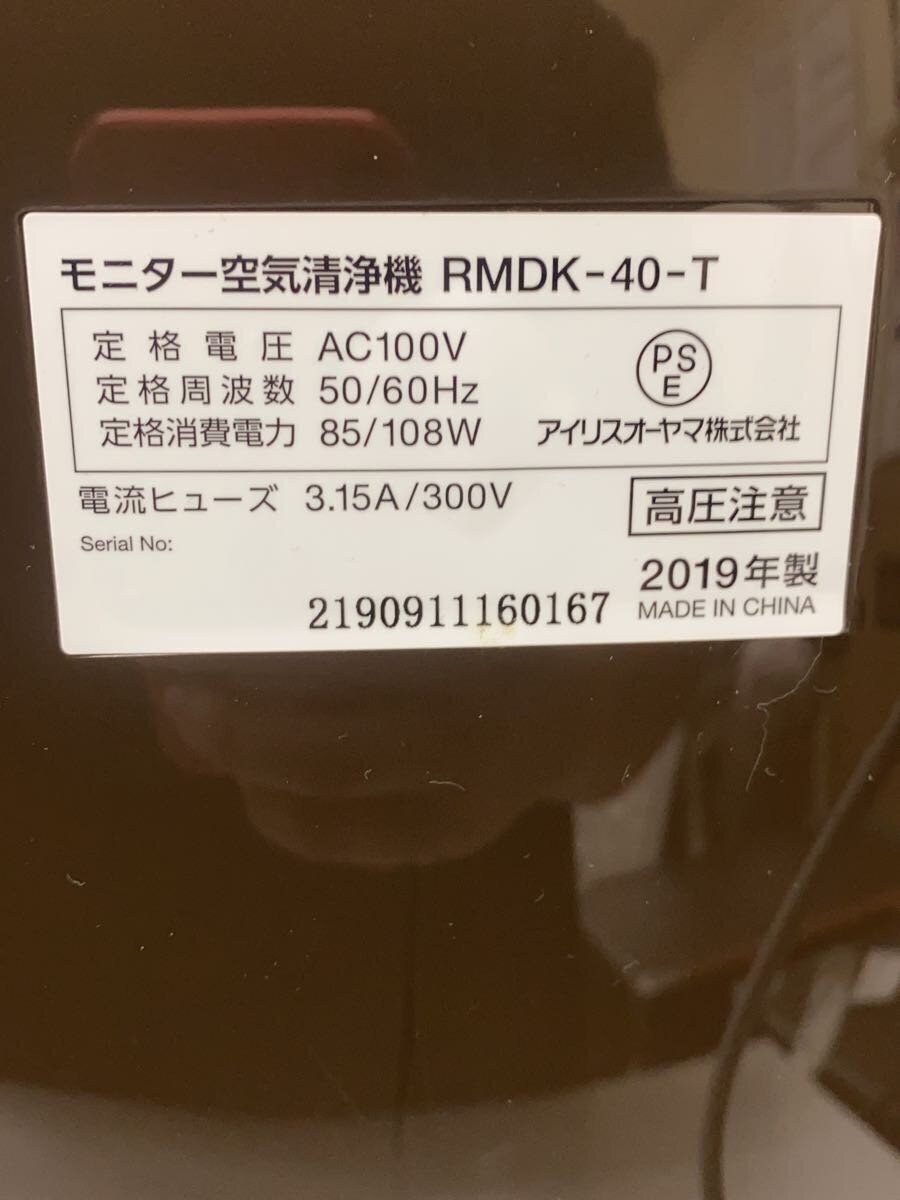 モニター空気清浄機 RMDK-40-T
定格電圧 AC100V
定格周波数 50/60Hz
定格消費電力 85/108W
PS
E
アイリスオーヤマ株式会社
電流ヒューズ 3.15A/300V
高圧注意
Serial No:
2190911160167
2019年製
MADE IN CHINA